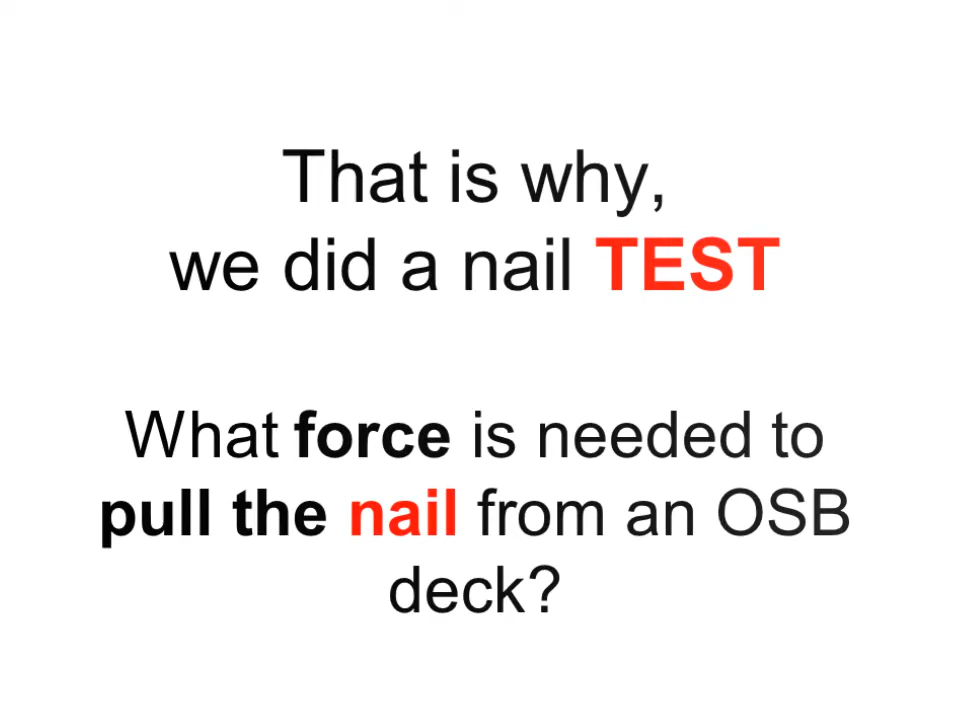 That is why,
we did a nail TEST
What force is needed to
pull the nail from an OSB
deck?